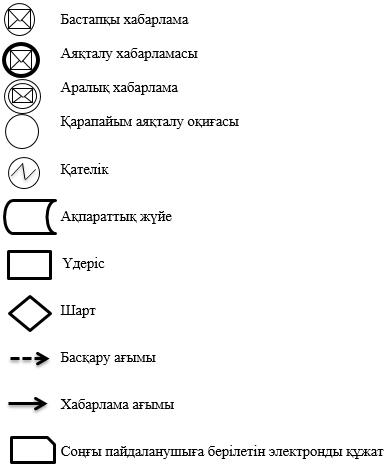 Бастапқы хабарлама
Аяқталу хабарламасы
Аралық хабарлама
Қарапайым аяқталу оқиғасы
Қателік
Ақпараттық жүйе
Үдеріс
Шарт
Басқару ағымы
Хабарлама ағымы
Соңғы пайдаланушыға берілетін электронды құжат